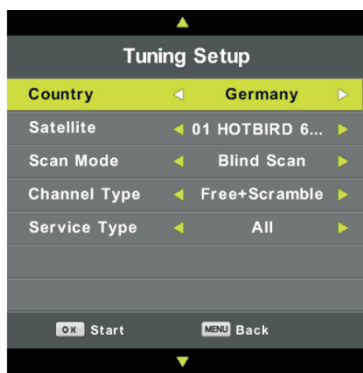 Tuning Setup
Country Germany
Satellite 01 HOTBIRD 6...
Scan Mode Blind Scan
Channel Type Free+Scramble
Service Type All
OK Start MENU Back